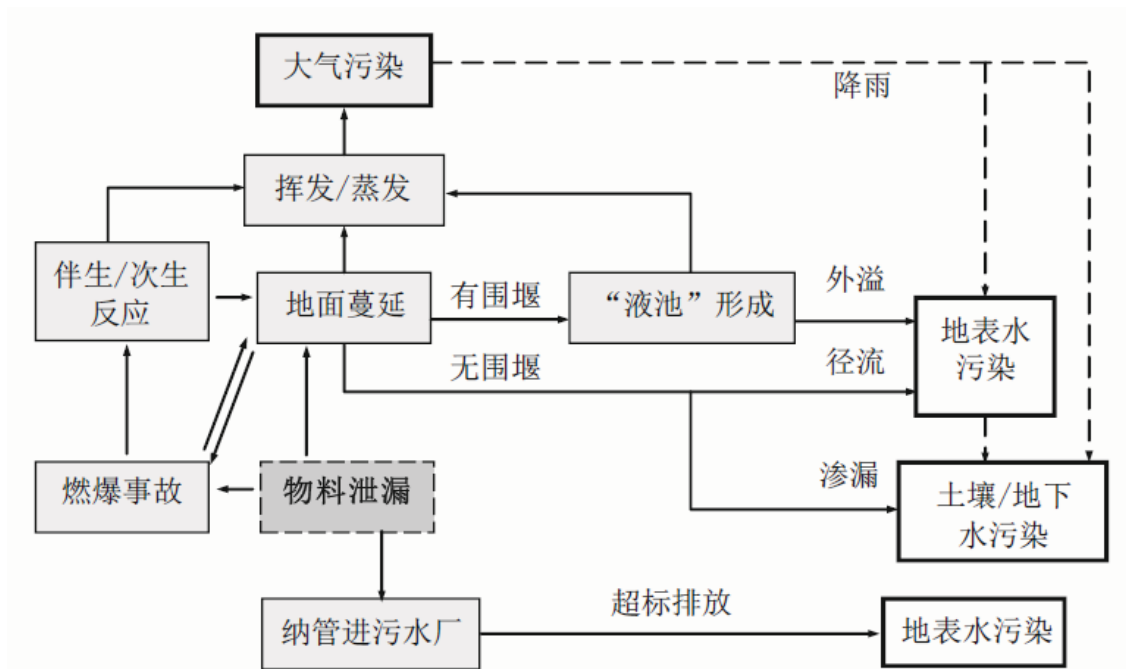 大气污染
降雨
挥发/蒸发
伴生/次生
反应
地面蔓延
有围堰
“液池”形成
外溢
地表水
污染
无围堰
径流
燃爆事故
物料泄漏
渗漏
土壤/地下
水污染
纳管进污水厂
超标排放
地表水污染